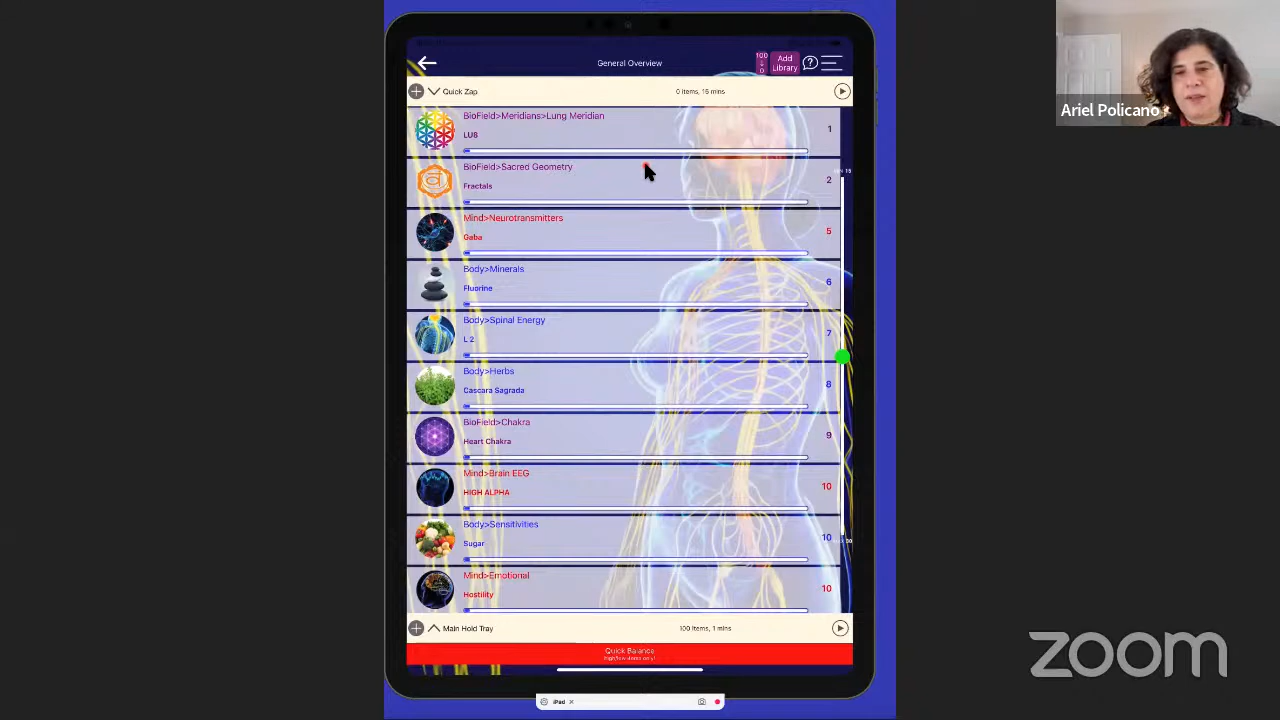 General Overview
100
0
Add
Library
?
Quick Zap
0 items, 16 mins
BioField>Meridians>Lung Meridian
1
LU8
BioField>Sacred Geometry
2
Fractals
Mind>Neurotransmitters
5
Gaba
Body>Minerals
6
Fluorine
Body>Spinal Energy
7
L 2
Body>Herbs
8
Cascara Sagrada
BioField>Chakra
9
Heart Chakra
Mind>Brain EEG
10
HIGH ALPHA
Body>Sensitivities
10
Sugar
Mind>Emotional
10
Hostility
Main Hold Tray
100 items, 1 mins
Quick Balance
iPad
Ariel Policano
zoom